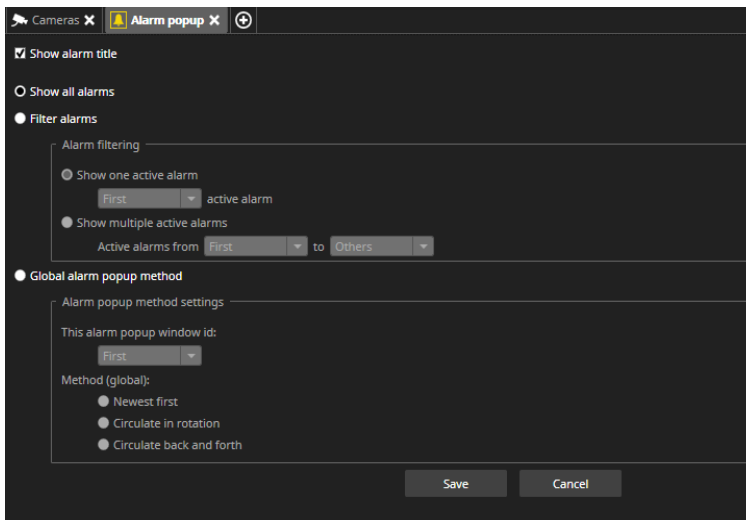 Cameras Alarm popup
Show alarm title
Show all alarms
Filter alarms
Alarm filtering
Show one active alarm
First active alarm
Show multiple active alarms
Active alarms from First to Others
Global alarm popup method
Alarm popup method settings
This alarm popup window id:
First
Method (global):
Newest first
Circulate in rotation
Circulate back and forth
Save Cancel